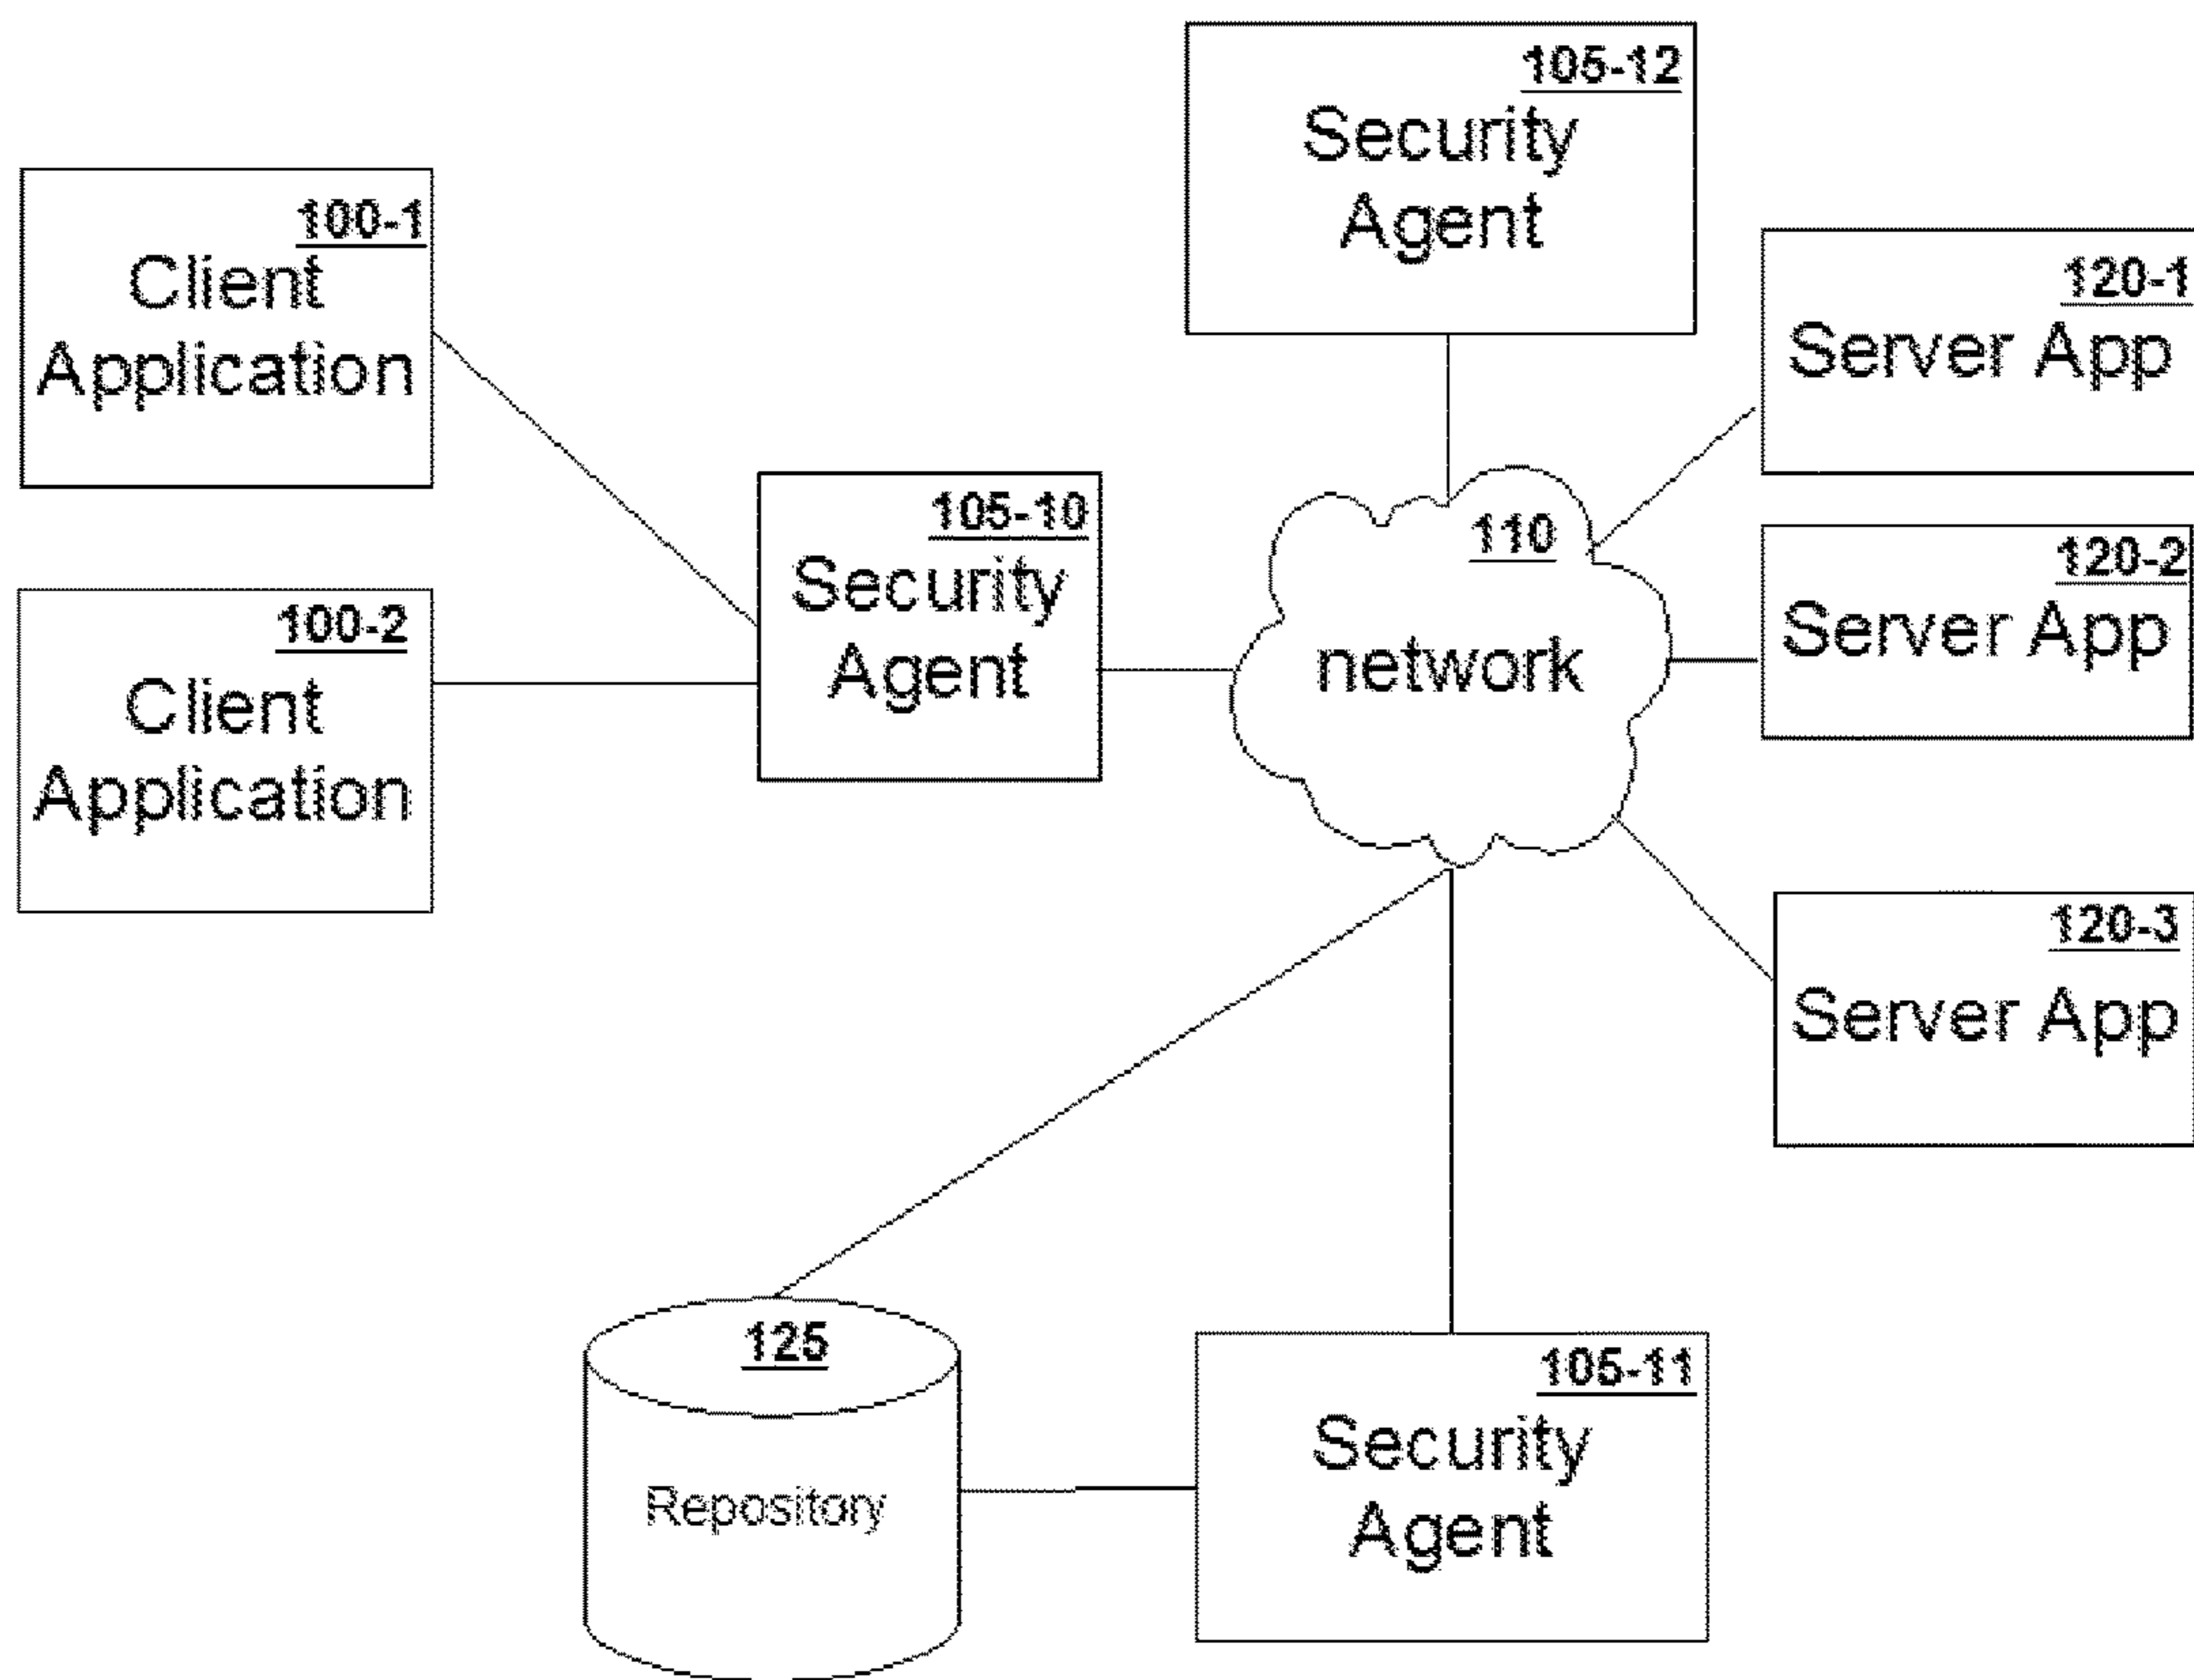 105-12
Security
Agent
100-1
Client
Application
120-1
Server App
105-10
Security
Agent
110
network
120-2
Server App
100-2
Client
Application
120-3
Server App
125
Repository
105-11
Security
Agent